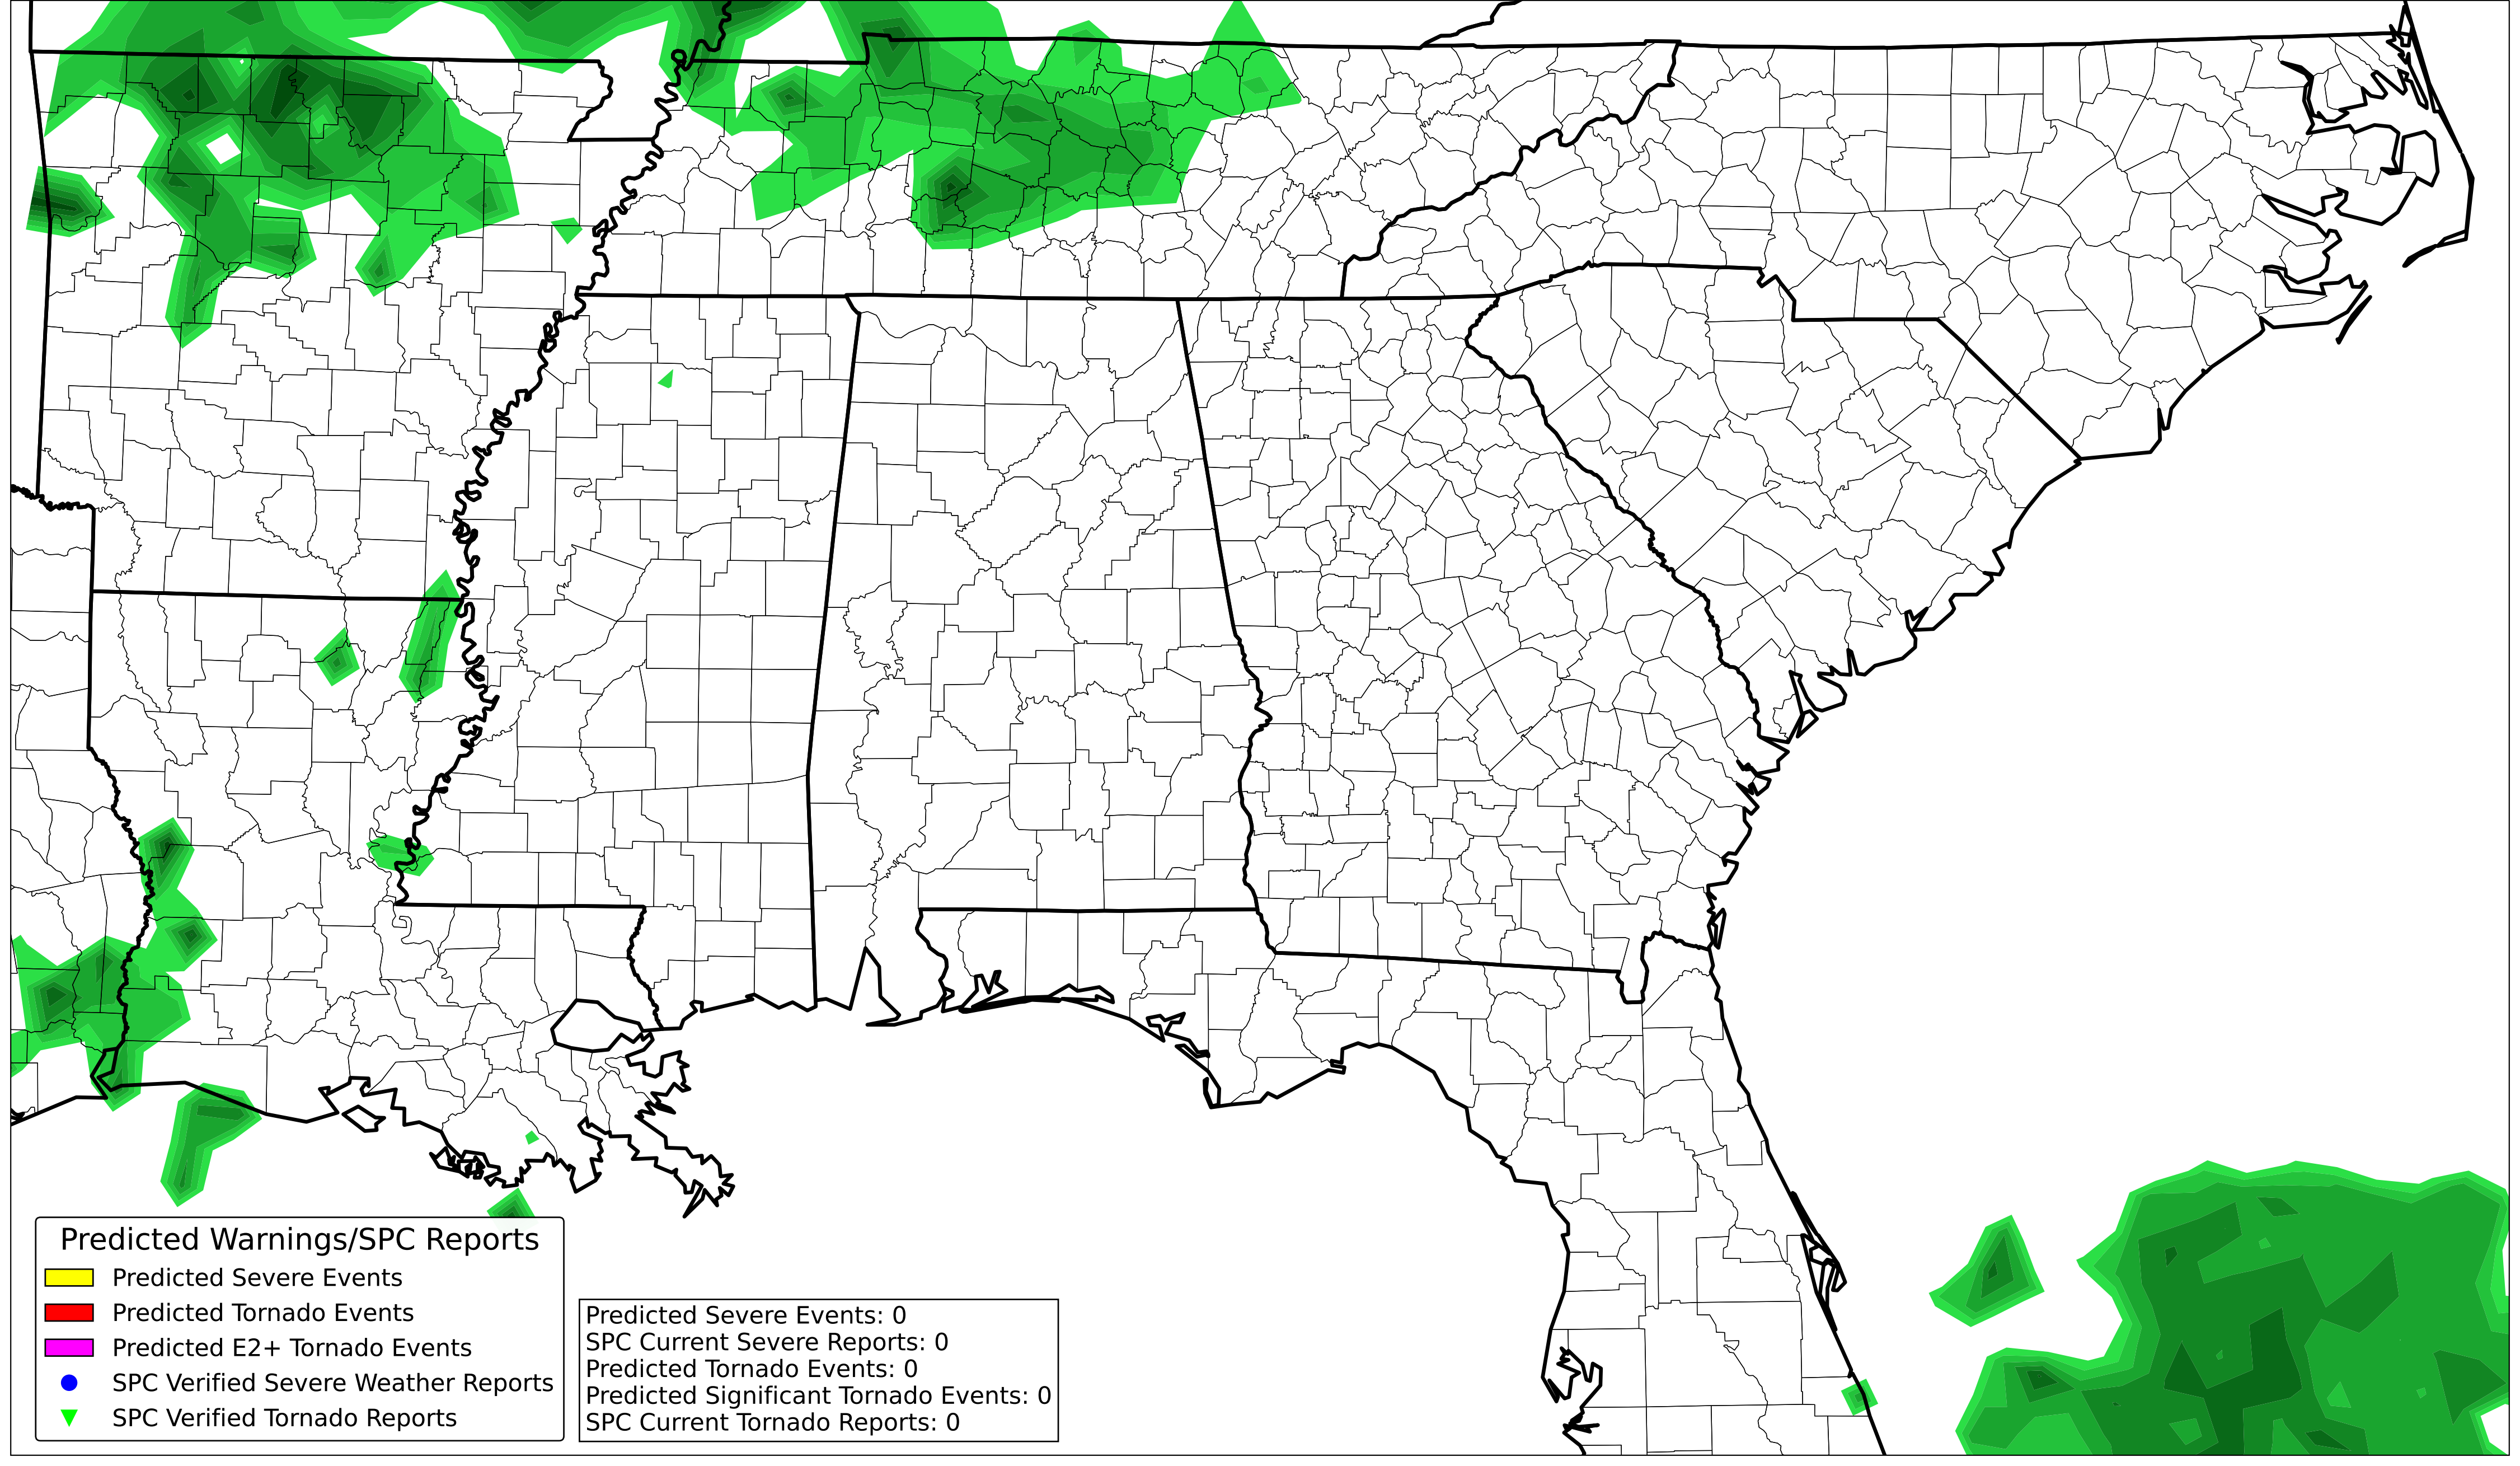 Predicted Warnings/SPC Reports
Predicted Severe Events
Predicted Tornado Events
Predicted E2+ Tornado Events
SPC Verified Severe Weather Reports
SPC Verified Tornado Reports
Predicted Severe Events: 0
SPC Current Severe Reports: 0
Predicted Tornado Events: 0
Predicted Significant Tornado Events: 0
SPC Current Tornado Reports: 0